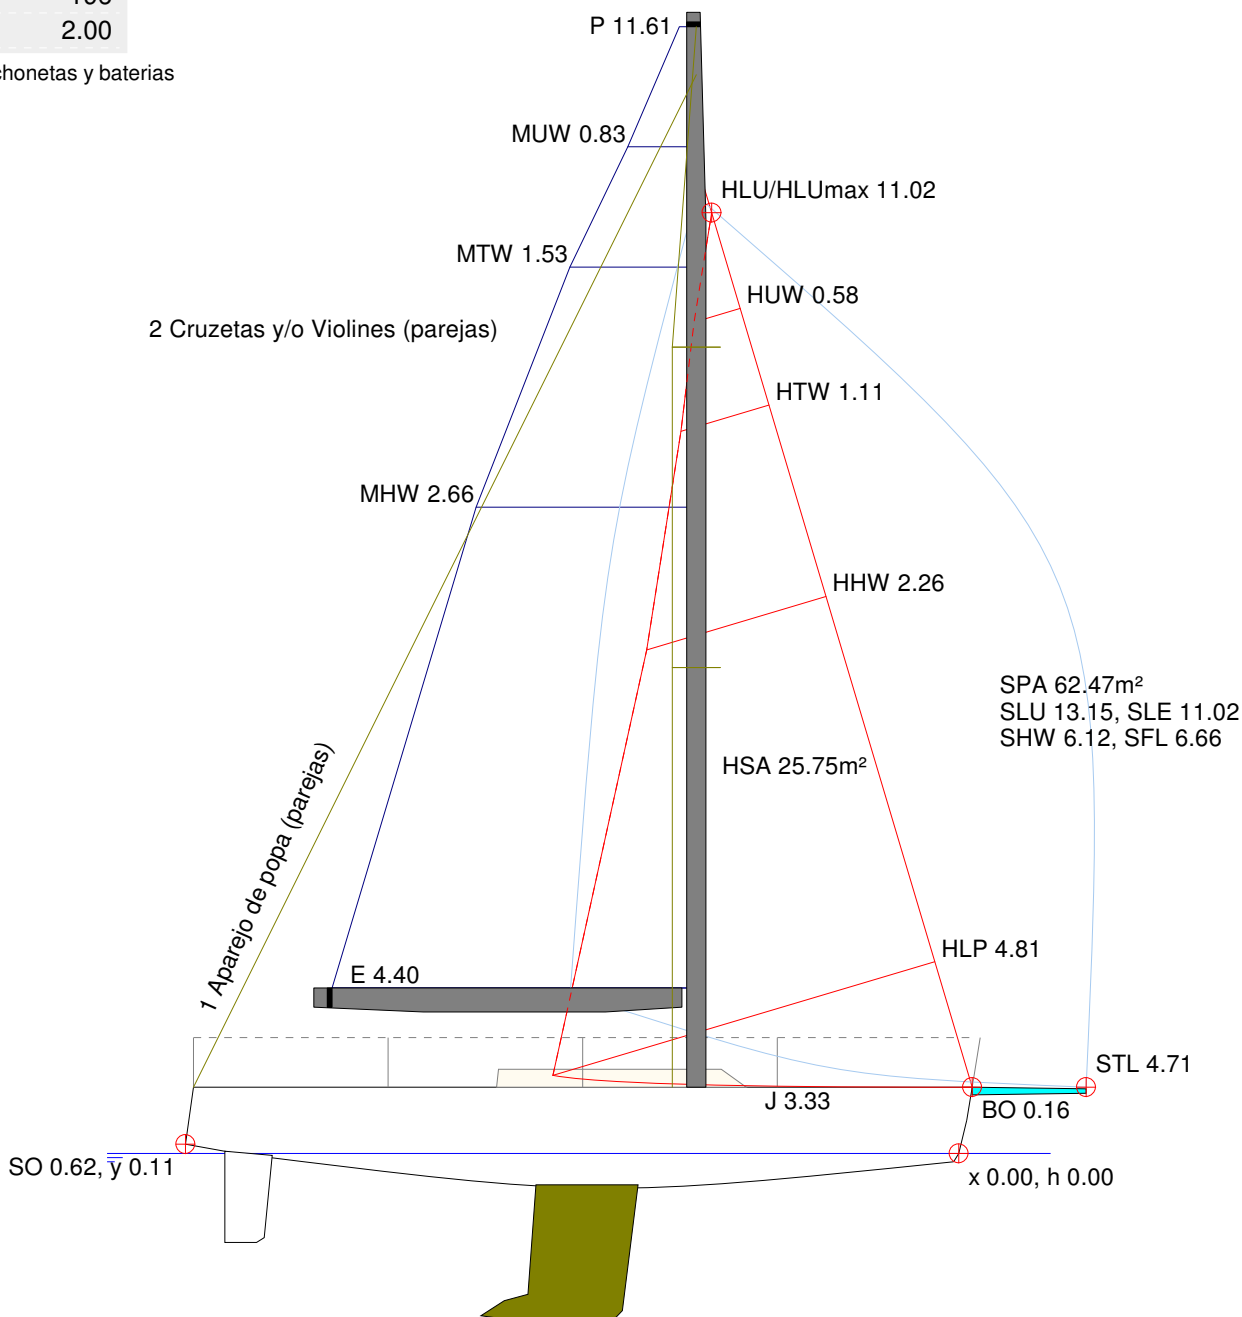 2.00
y baterias
P 11.61
MUW 0.83
HLU/HLUmax 11.02
MTW 1.53
HUW 0.58
2 Cruzetas y/o Violines (parejas)
HTW 1.11
MHW 2.66
HHW 2.26
SPA 62.47m²
SLU 13.15, SLE 11.02
SHW 6.12, SFL 6.66
HSA 25.75m²
1 Aparejo de popa (parejas)
HLP 4.81
E 4.40
STL 4.71
J 3.33
BO 0.16
SO 0.62, y 0.11
x 0.00, h 0.00